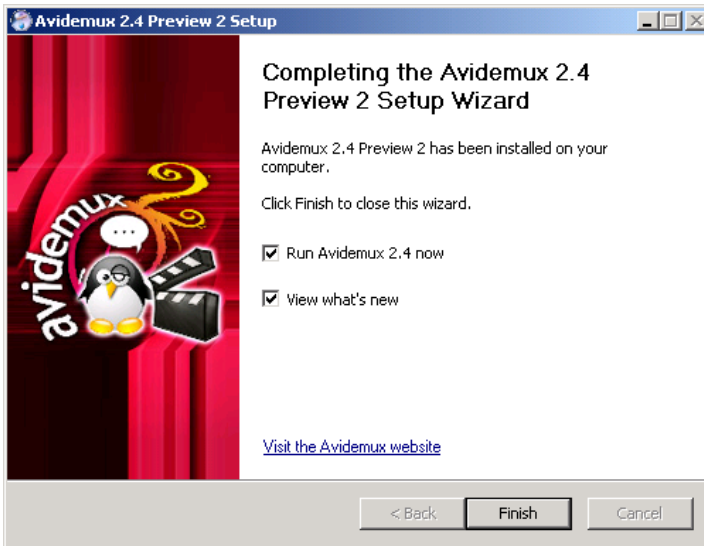 Avidemux 2.4 Preview 2 Setup
avidemux
Completing the Avidemux 2.4
Preview 2 Setup Wizard
Avidemux 2.4 Preview 2 has been installed on your
computer.
Click Finish to close this wizard.
Run Avidemux 2.4 now
View what's new
Visit the Avidemux website
< Back
Finish
Cancel